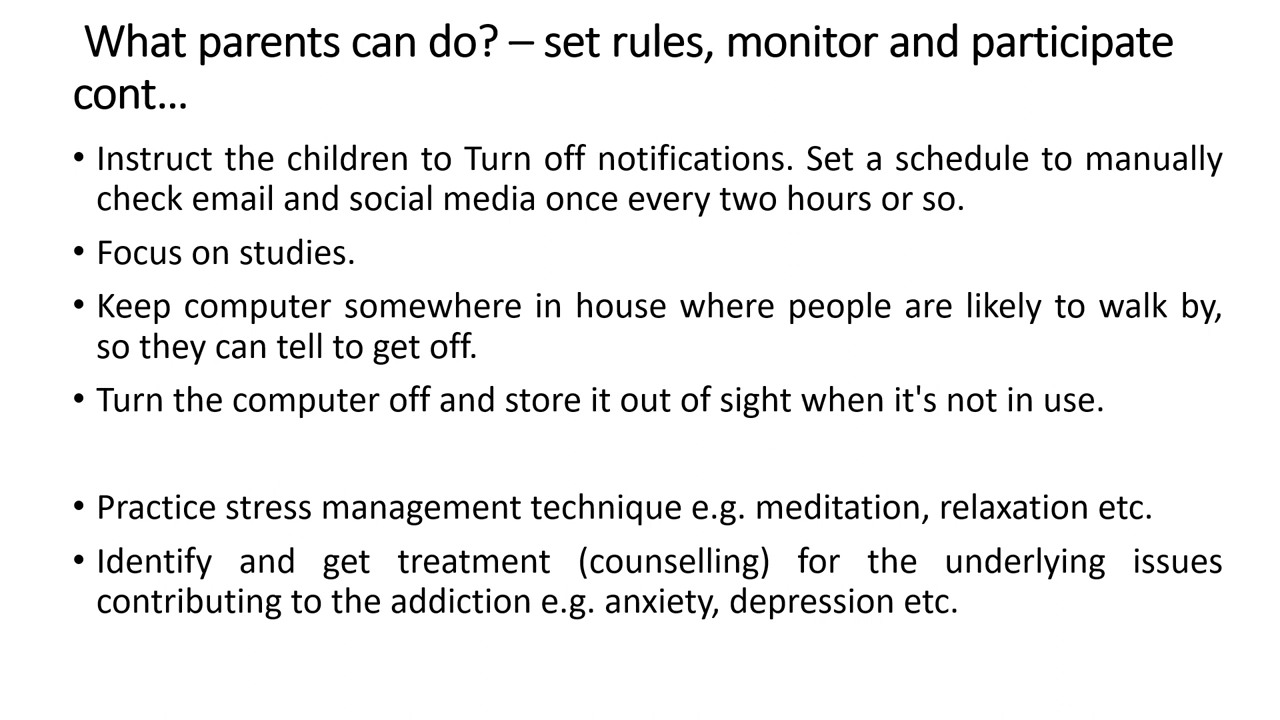 What parents can do? – set rules, monitor and participate
cont...
• Instruct the children to Turn off notifications. Set a schedule to manually
check email and social media once every two hours or so.
• Focus on studies.
• Keep computer somewhere in house where people are likely to walk by,
so they can tell to get off.
• Turn the computer off and store it out of sight when it's not in use.
• Practice stress management technique e.g. meditation, relaxation etc.
• Identify and get treatment (counselling) for the underlying issues
contributing to the addiction e.g. anxiety, depression etc.